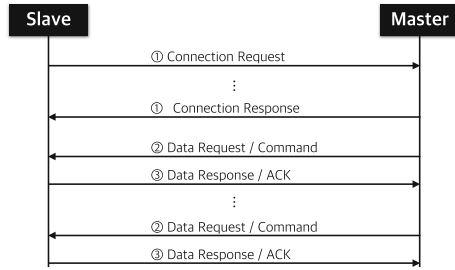 Slave
Master
① Connection Request
⋮
① Connection Response
② Data Request / Command
③ Data Response / ACK
⋮
② Data Request / Command
③ Data Response / ACK